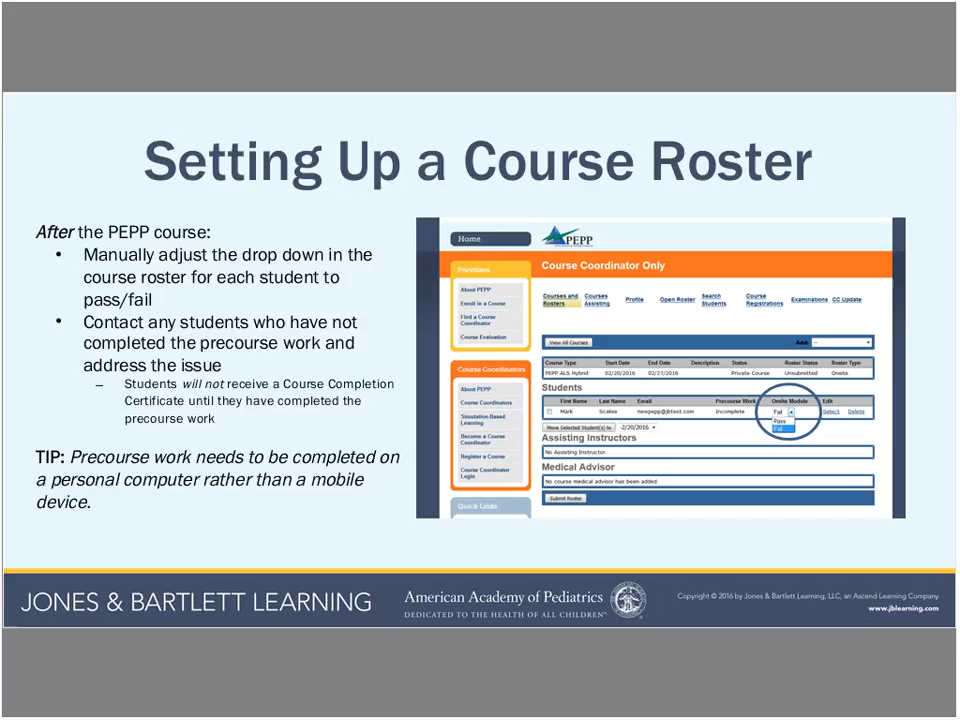 Setting Up a Course Roster
After the PEPP course:
• Manually adjust the drop down in the
course roster for each student to
pass/fail
• Contact any students who have not
completed the precourse work and
address the issue
– Students will not receive a Course Completion
Certificate until they have completed the
precourse work
TIP: Precourse work needs to be completed on
a personal computer rather than a mobile
device.
Home
PEPP
Providers
About PEPP
Enroll in a Course
Find a Course
Coordinator
Course Evaluation
Course Coordinators
About PEPP
Course Coordinators
Simulation-Based
Learning
Become a Course
Coordinator
Register a Course
Course Coordinator
Login
Quick Links
Course Coordinator Only
Courses and Rosters Courses Assisting Profile Open Roster Search Students Course Registrations Examinations CC Update
View All Courses Add: --
Course Type Start Date End Date Description Status Roster Status Roster Type
PEPP ALS Hybrid 02/20/2016 02/27/2016 Private Course Unsubmitted Onsite
Students
First Name Last Name Email Precourse Work Onsite Module Edit
Mark Scalise newpepp@jbtest.com Incomplete Fail Select Delete
Pass
Fail
Move Selected Student(s) to -2/20/2016
Assisting Instructors
No Assisting Instructor.
Medical Advisor
No course medical advisor has been added
Submit Roster
JONES & BARTLETT LEARNING
American Academy of Pediatrics
DEDICATED TO THE HEALTH OF ALL CHILDREN™
Copyright © 2016 by Jones & Bartlett Learning, LLC, an Ascend Learning Company
www.jblearning.com